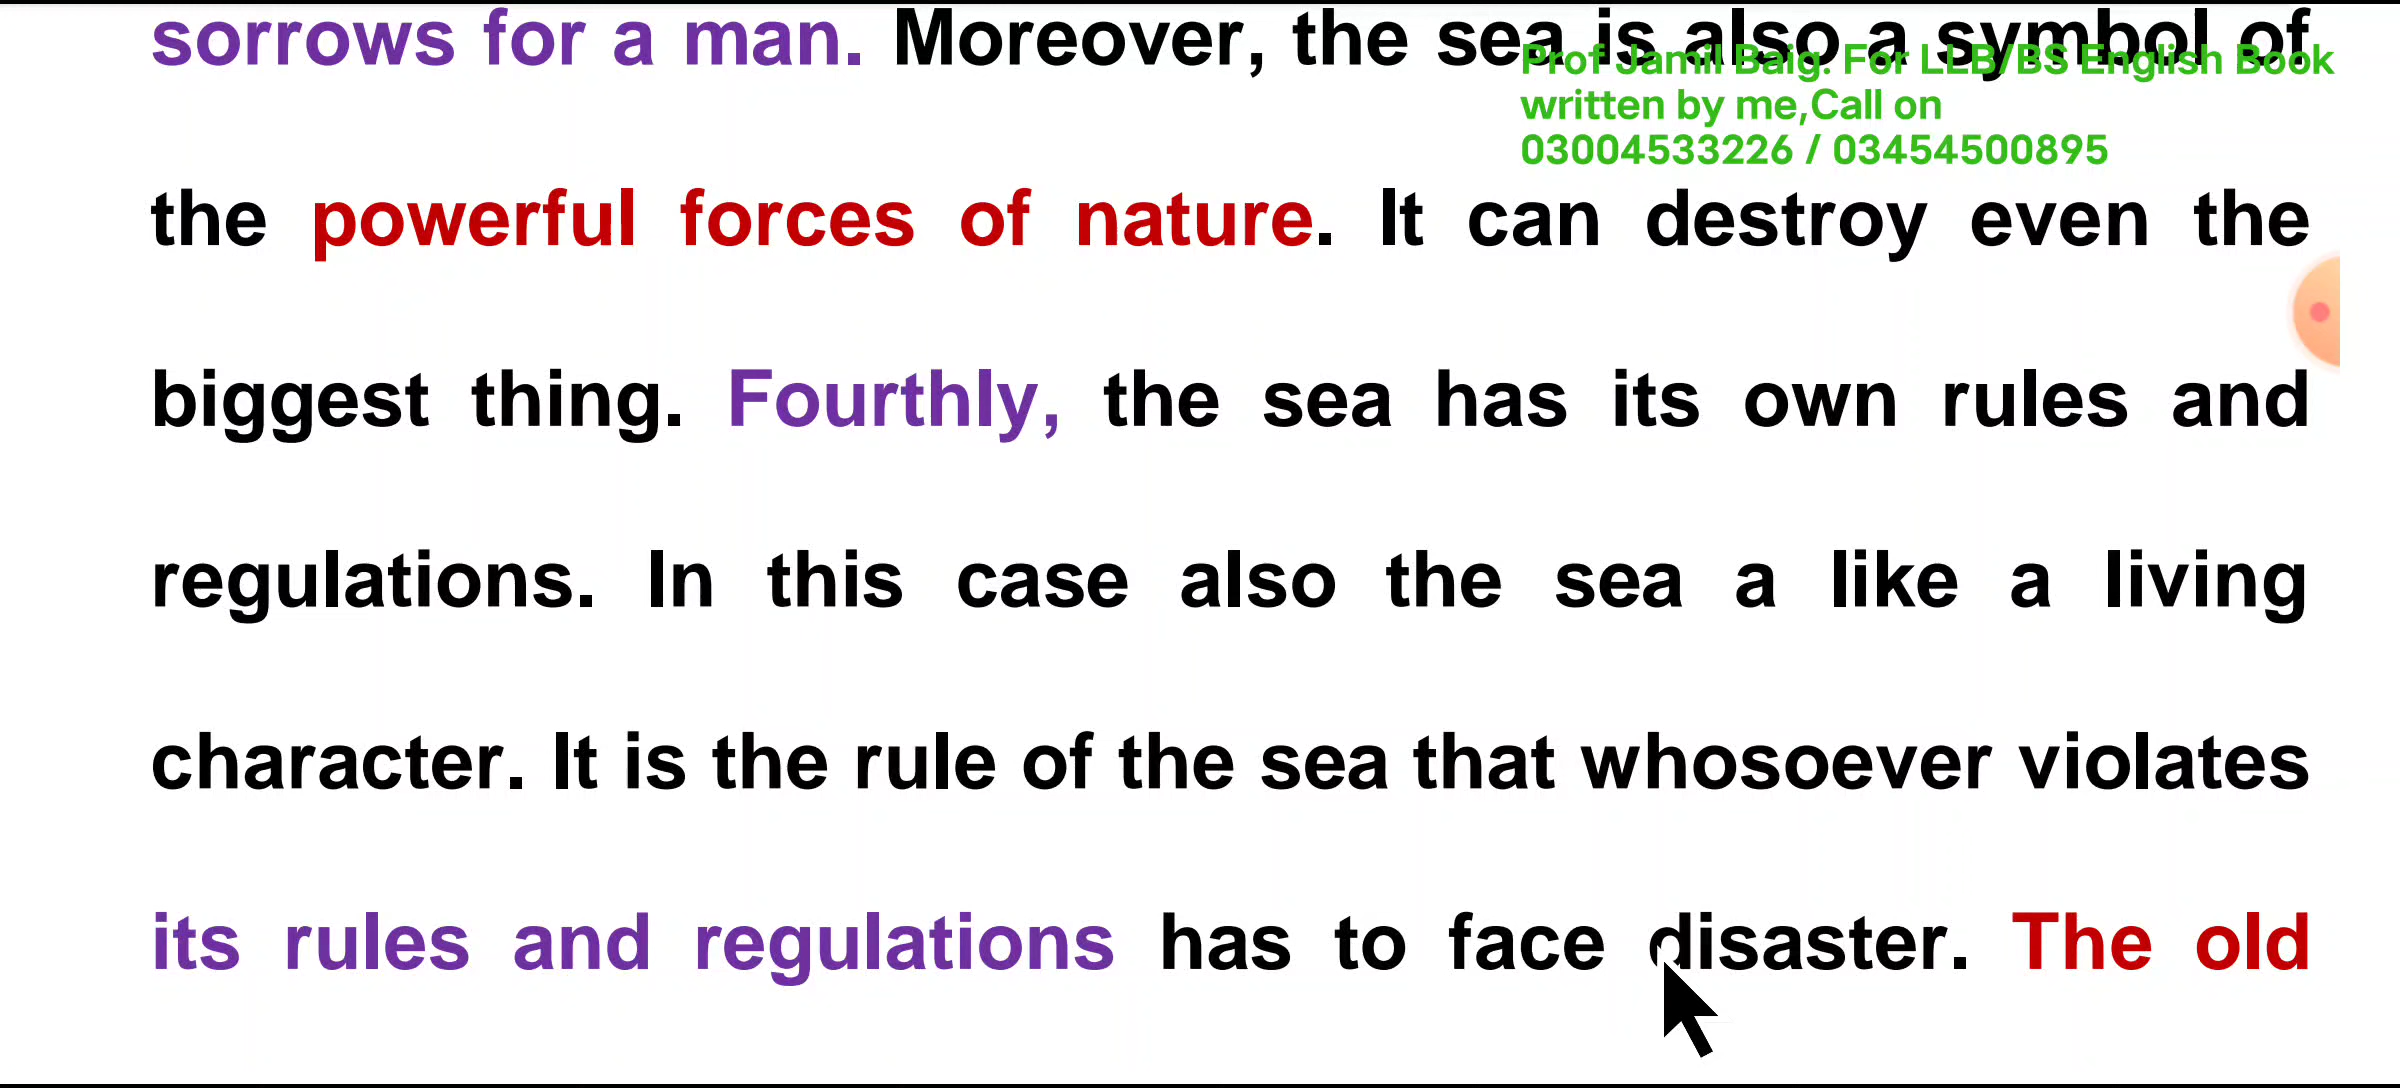 sorrows for a man. Moreover, the sea is also a symbol of
Prof Jamil Baig. For LLB/BS English Book
written by me,Call on
03004533226 / 03454500895
the powerful forces of nature. It can destroy even the
biggest thing. Fourthly, the sea has its own rules and
regulations. In this case also the sea a like a living
character. It is the rule of the sea that whosoever violates
its rules and regulations has to face disaster. The old